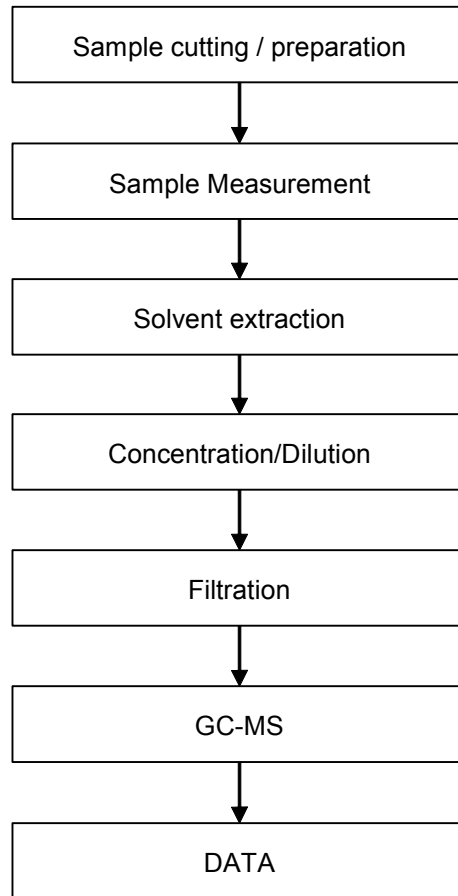 Sample cutting / preparation
Sample Measurement
Solvent extraction
Concentration/Dilution
Filtration
GC-MS
DATA